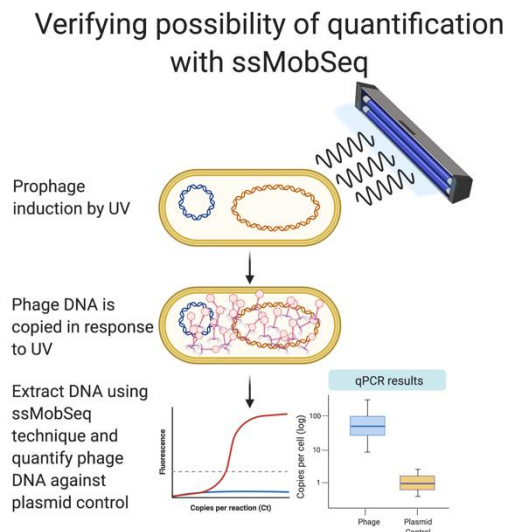 Verifying possibility of quantification
with ssMobSeq
Prophage
induction by UV
Phage DNA is
copied in response
to UV
Extract DNA using
ssMobSeq
technique and
quantify phage
DNA against
plasmid control
Fluorescence
Copies per reaction (Ct)
qPCR results
Copies per cell (log)
100
10
1
Phage
Plasmid
Control